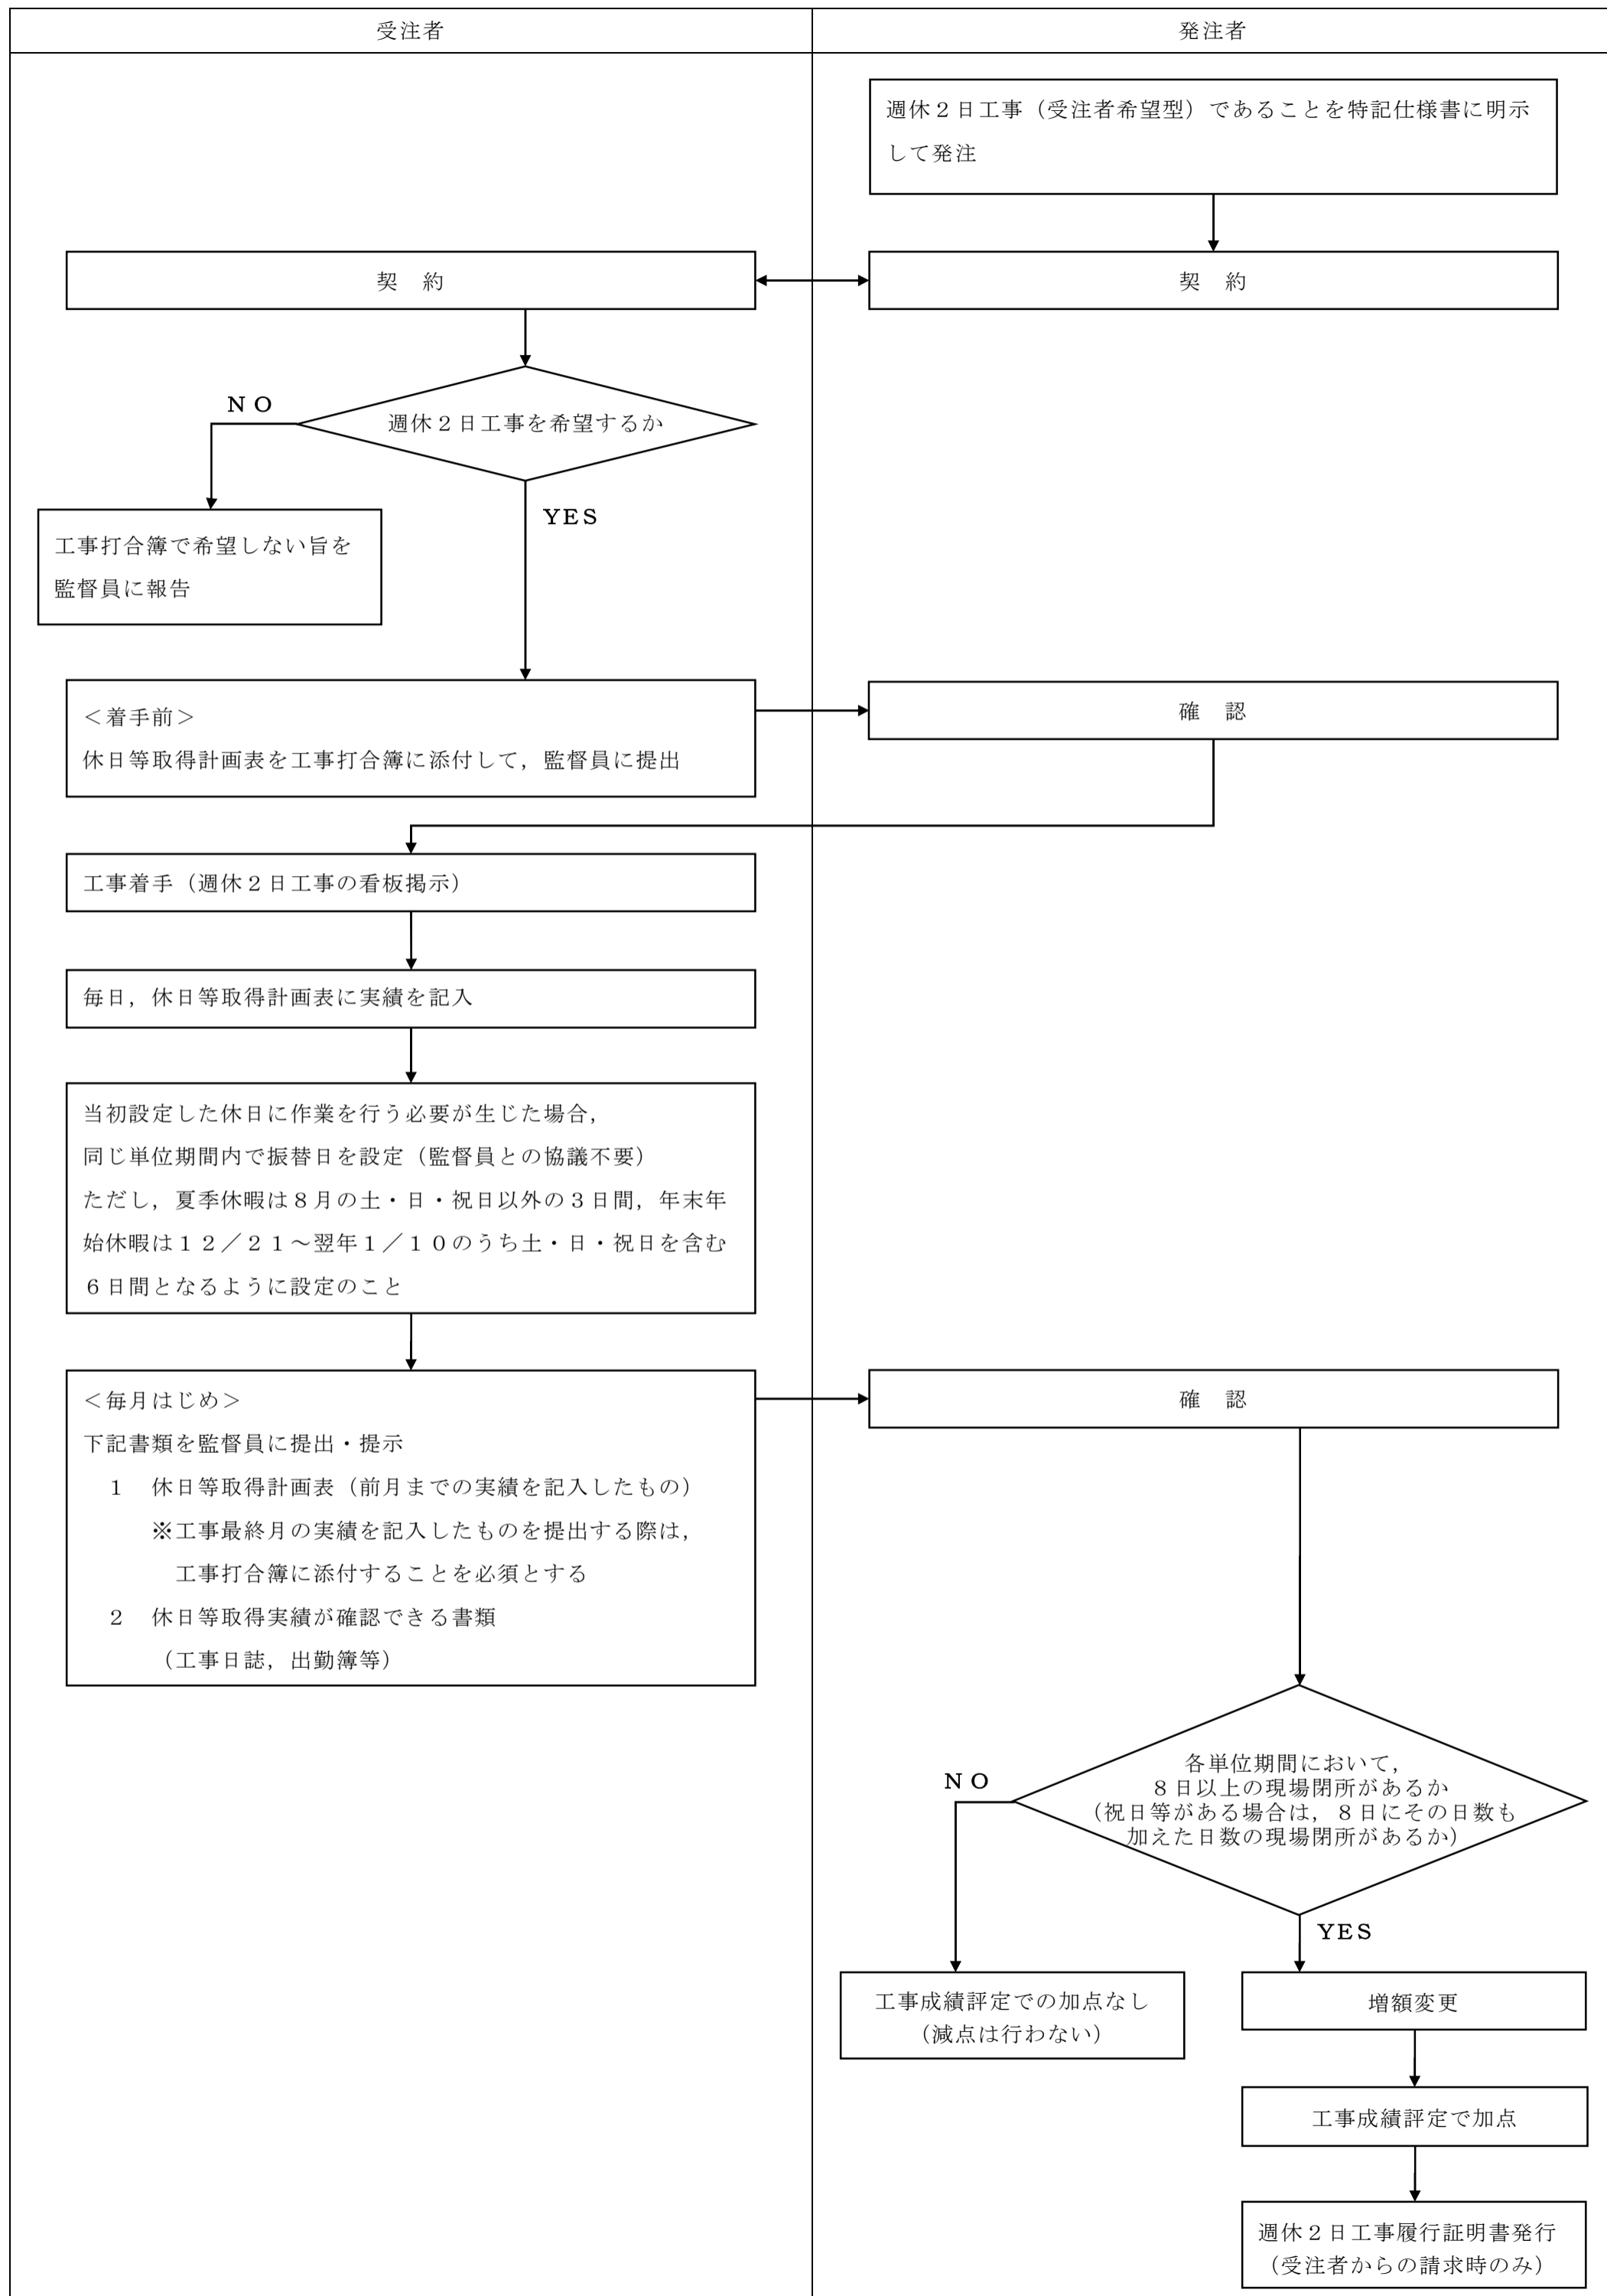 受注者
発注者
週休２日工事（受注者希望型）であることを特記仕様書に明示
して発注
契　約
契　約
週休２日工事を希望するか
ＮＯ
YES
工事打合簿で希望しない旨を
監督員に報告
＜着手前＞
休日等取得計画表を工事打合簿に添付して，監督員に提出
確　認
工事着手（週休２日工事の看板掲示）
毎日，休日等取得計画表に実績を記入
当初設定した休日に作業を行う必要が生じた場合，
同じ単位期間内で振替日を設定（監督員との協議不要）
ただし，夏季休暇は８月の土・日・祝日以外の３日間，年末年
始休暇は１２／２１～翌年１／１０のうち土・日・祝日を含む
６日間となるように設定のこと
＜毎月はじめ＞
下記書類を監督員に提出・提示
１　休日等取得計画表（前月までの実績を記入したもの）
※工事最終月の実績を記入したものを提出する際は，
工事打合簿に添付することを必須とする
２　休日等取得実績が確認できる書類
（工事日誌，出勤簿等）
確　認
各単位期間において，
８日以上の現場閉所があるか
（祝日等がある場合は，８日にその日数も
加えた日数の現場閉所があるか）
ＮＯ
YES
工事成績評定での加点なし
（減点は行わない）
増額変更
工事成績評定で加点
週休２日工事履行証明書発行
（受注者からの請求時のみ）